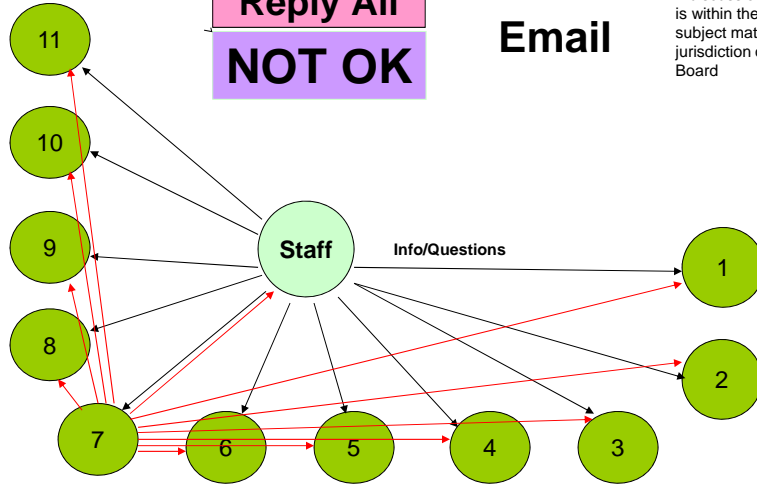 Reply All
NOT OK
Email
is within the
subject mat
jurisdiction
Board
11
10
9
8
7
Staff
Info/Questions
1
2
6
5
4
3